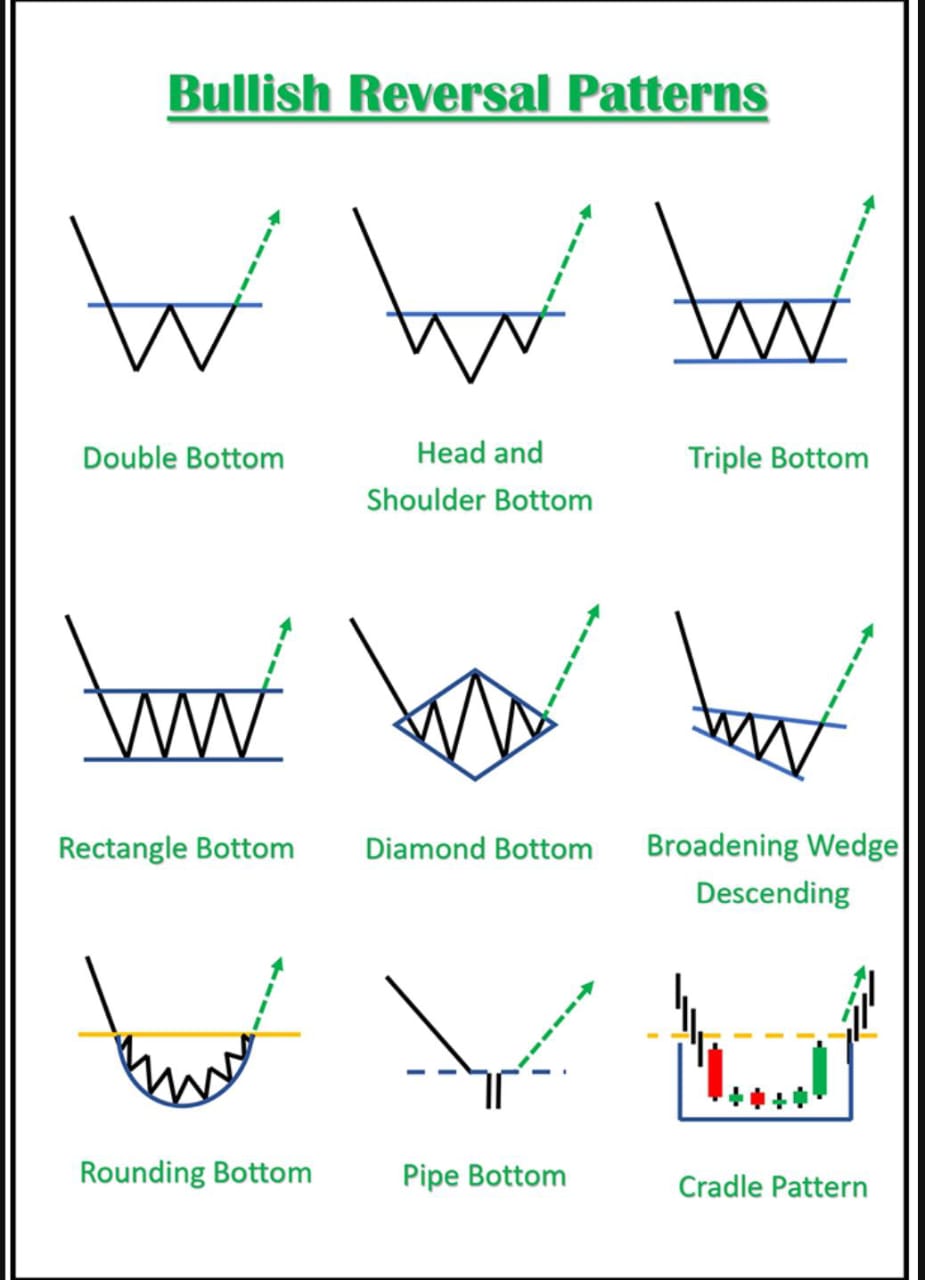 Bullish Reversal Patterns
Double Bottom
Head and
Shoulder Bottom
Triple Bottom
Rectangle Bottom
Diamond Bottom
Broadening Wedge
Descending
Rounding Bottom
Pipe Bottom
Cradle Pattern